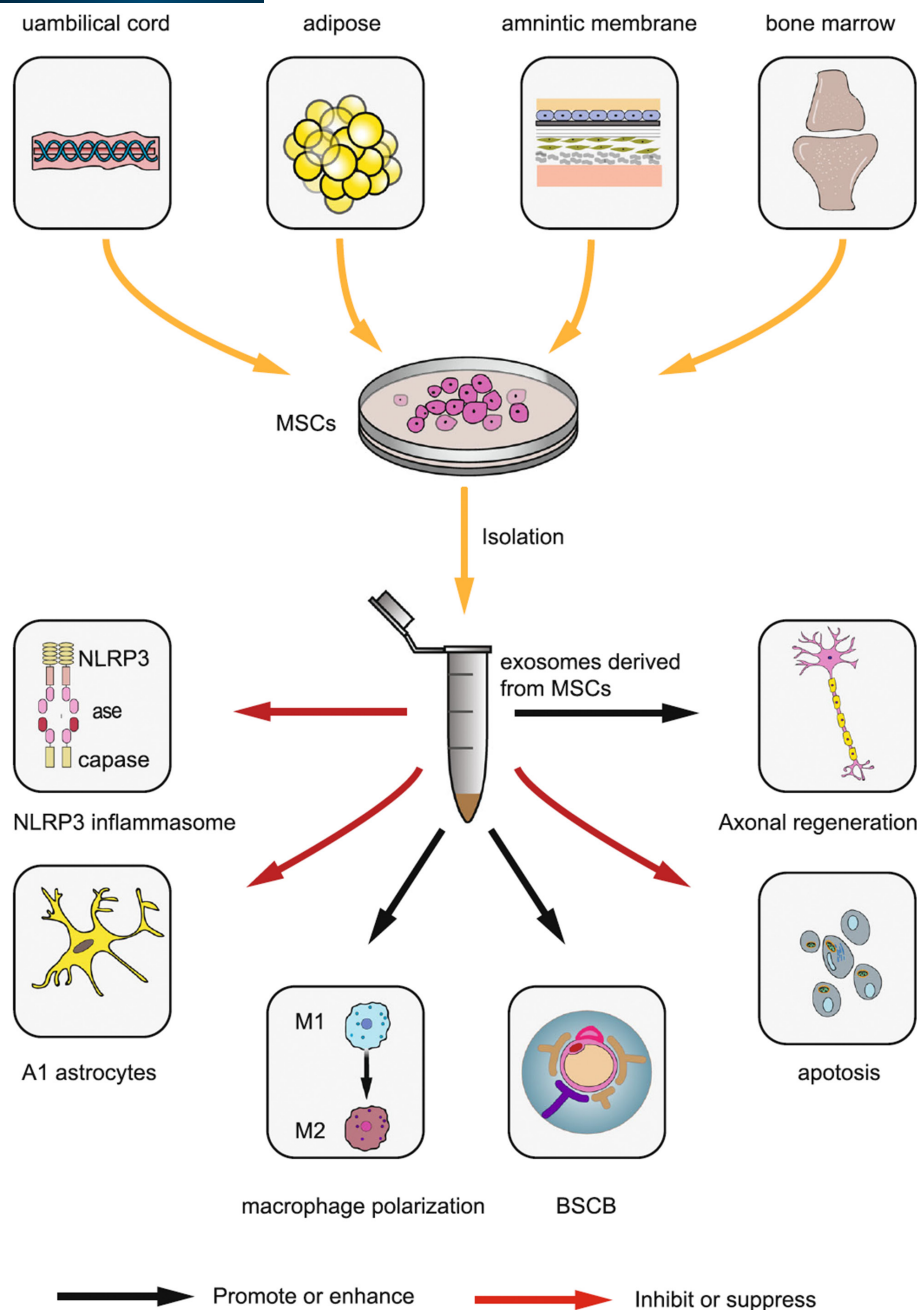 uambilical cord
adipose
amnintic membrane
bone marrow
MSCs
Isolation
exosomes derived
from MSCs
NLRP3
ase
capase
NLRP3 inflammasome
Axonal regeneration
A1 astrocytes
M1
M2
macrophage polarization
BSCB
apotosis
Promote or enhance
Inhibit or suppress